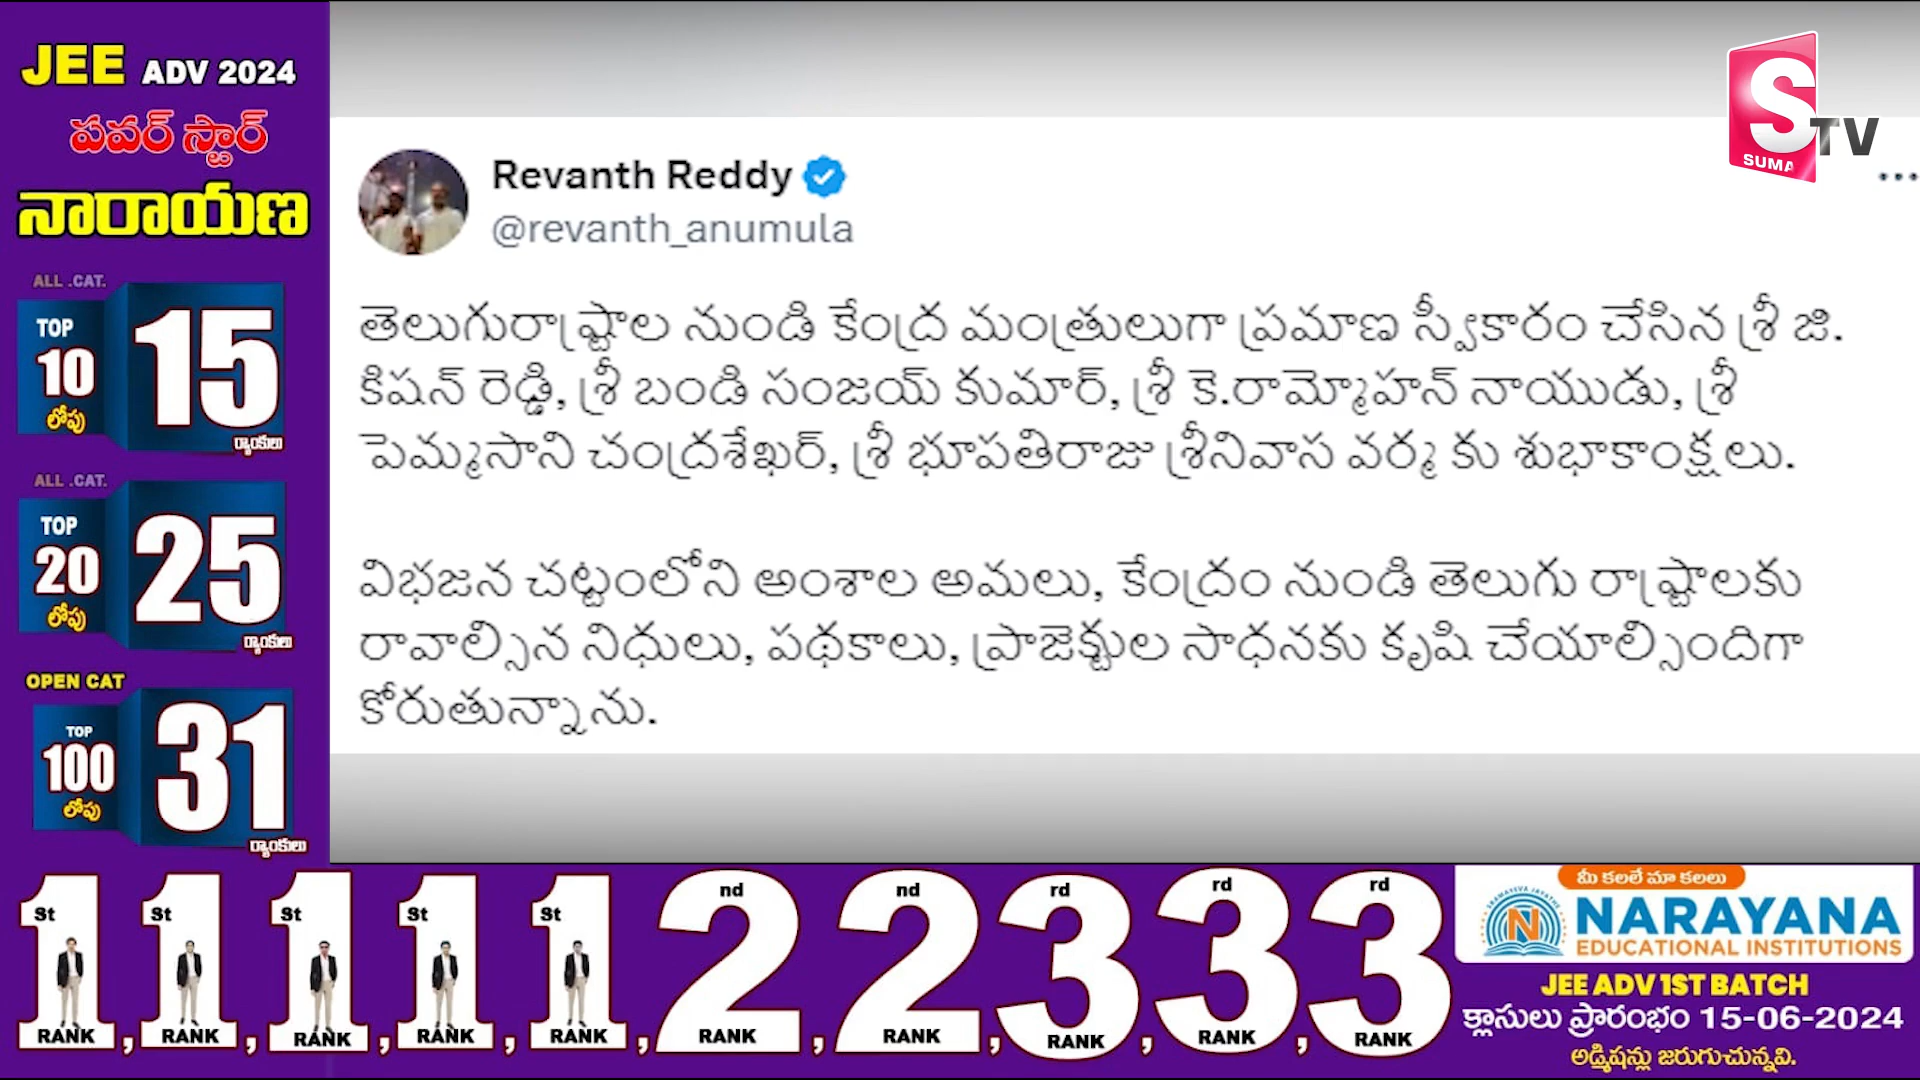 JEE ADV 2024
పవర్ స్టార్
నారాయణ
ALL .CAT.
TOP
10
లోపు
15
ర్యాంకులు
ALL .CAT.
TOP
20
లోపు
25
ర్యాంకులు
OPEN CAT
TOP
100
లోపు
31
ర్యాంకులు
S TV
SUMAN
Revanth Reddy
@revanth_anumula
తెలుగురాష్ట్రాల నుండి కేంద్ర మంత్రులుగా ప్రమాణ స్వీకారం చేసిన శ్రీ జి.
కిషన్ రెడ్డి, శ్రీ బండి సంజయ్ కుమార్, శ్రీ కె.రామ్మోహన్ నాయుడు, శ్రీ
పెమ్మసాని చంద్రశేఖర్, శ్రీ భూపతిరాజు శ్రీనివాస వర్మ కు శుభాకాంక్షలు.
విభజన చట్టంలోని అంశాల అమలు, కేంద్రం నుండి తెలుగు రాష్ట్రాలకు
రావాల్సిన నిధులు, పథకాలు, ప్రాజెక్టుల సాధనకు కృషి చేయాల్సిందిగా
కోరుతున్నాను.
1St RANK, 1St RANK, 1St RANK, 1St RANK, 1St RANK, 2nd RANK, 2nd RANK, 3rd RANK, 3rd RANK, 3rd RANK
మీ కలలే మా కలలు
NARAYANA
EDUCATIONAL INSTITUTIONS
JEE ADV 1ST BATCH
క్లాసులు ప్రారంభం 15-06-2024
అడ్మిషన్లు జరుగుచున్నవి.